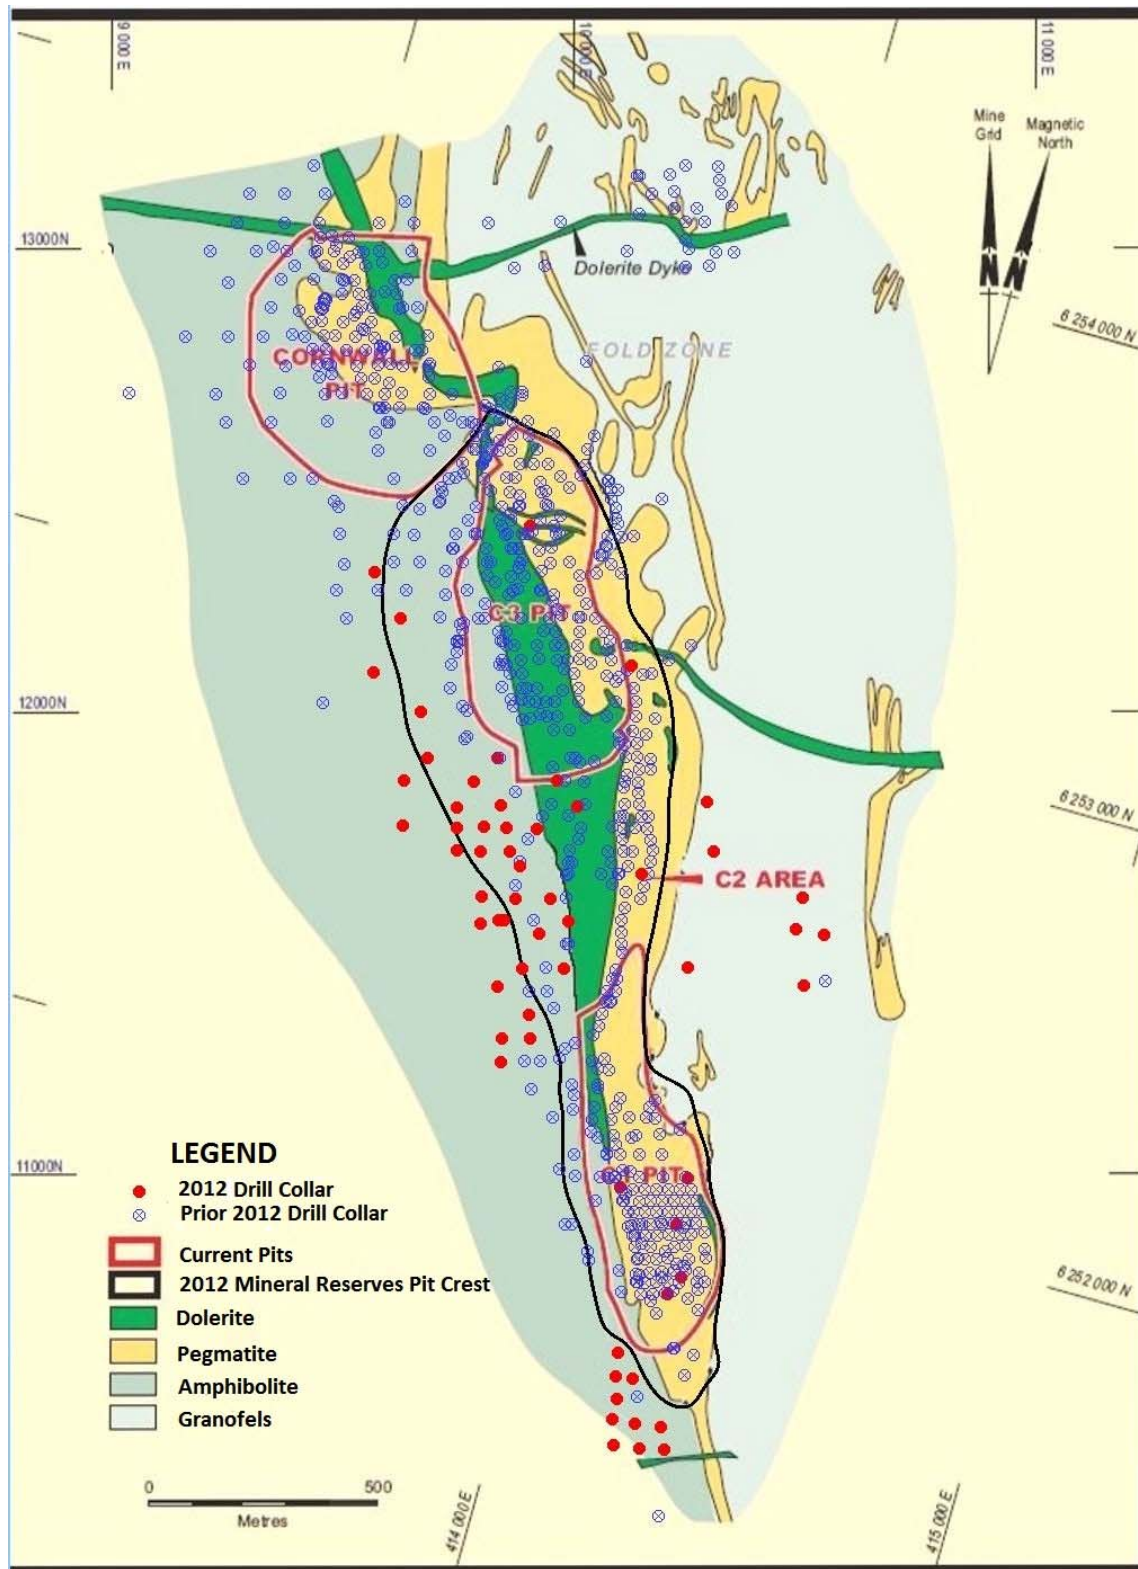 9 000 E
10 000 E
11 000 E
Mine
Grid
Magnetic
North
N
N
13000N
Dolerite Dyke
6 254 000 N
FOLD ZONE
CORNWALL
PIT
C3 PIT
12000N
6 253 000 N
C2 AREA
11000N
C1 PIT
LEGEND
2012 Drill Collar
Prior 2012 Drill Collar
Current Pits
2012 Mineral Reserves Pit Crest
Dolerite
Pegmatite
Amphibolite
Granofels
6 252 000 N
0
500
Metres
414 000 E
415 000 E